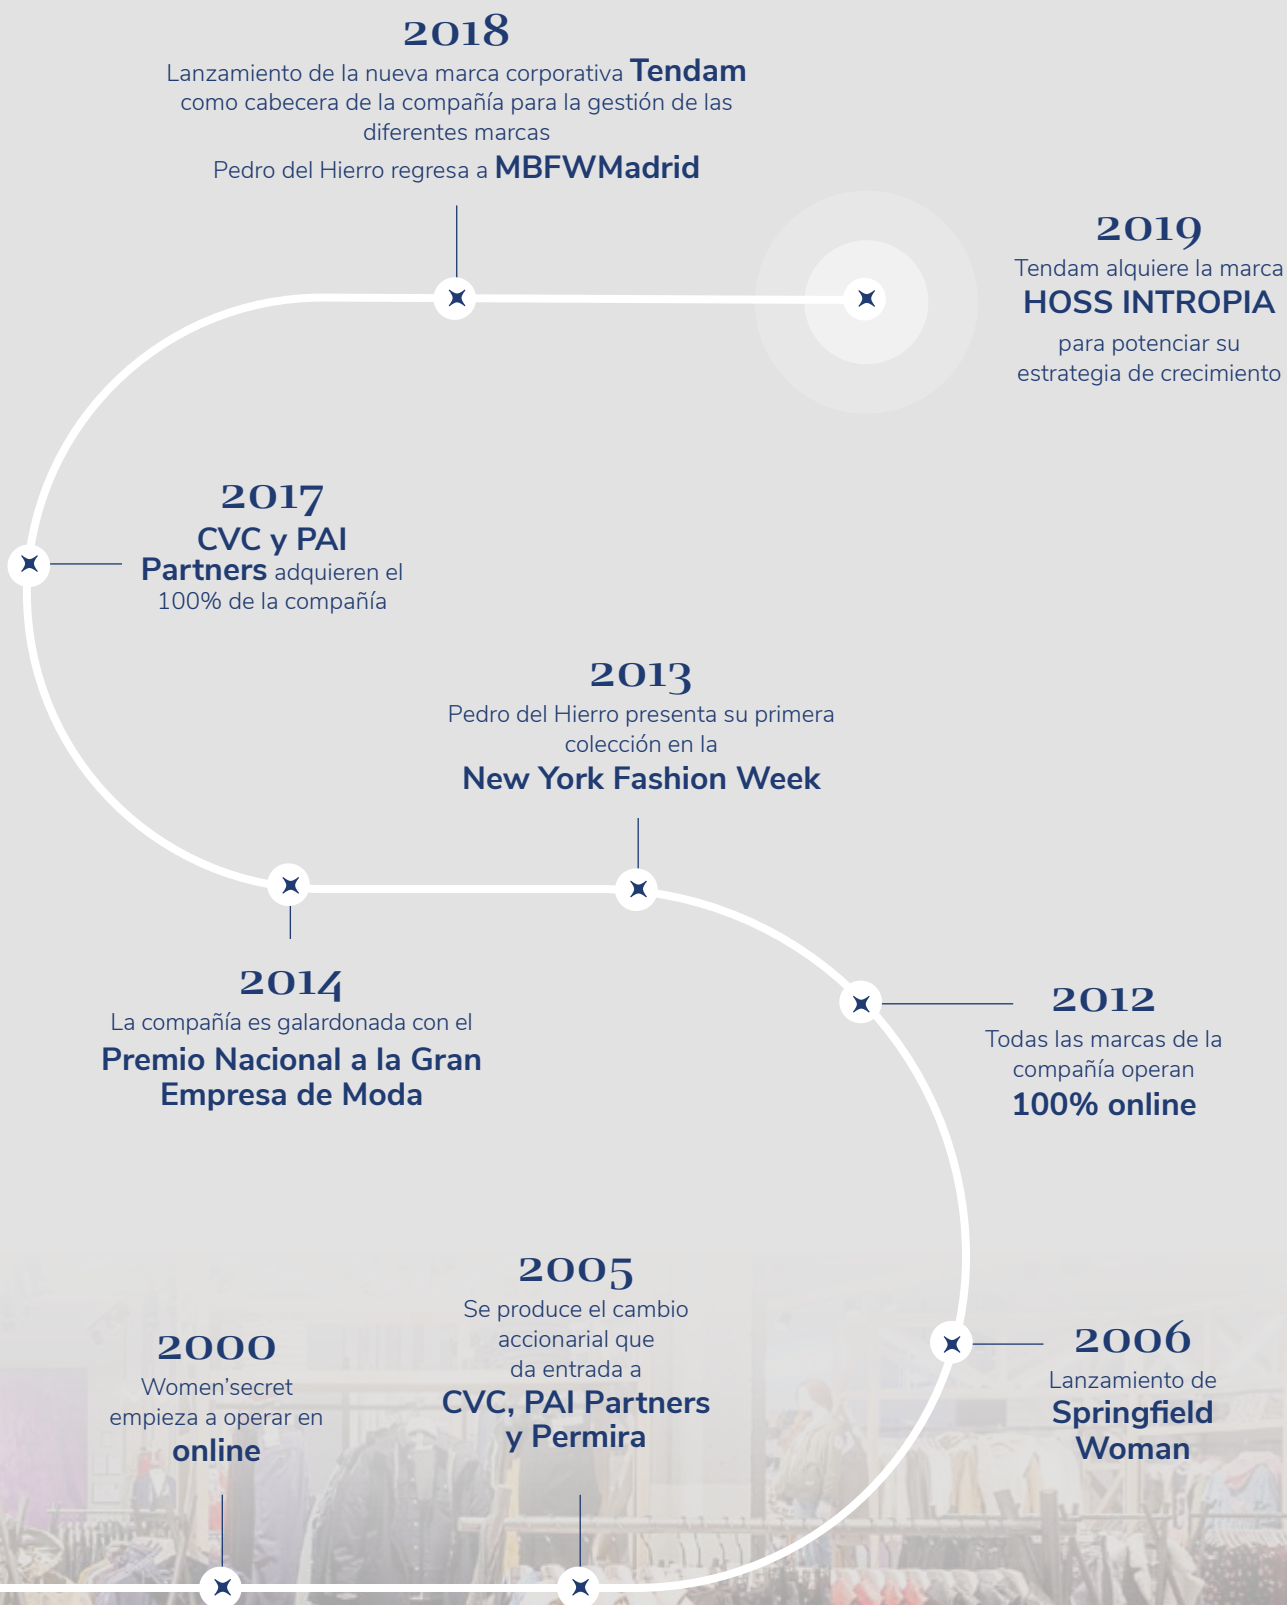 2018
Lanzamiento de la nueva marca corporativa Tendam
como cabecera de la compañía para la gestión de las
diferentes marcas
Pedro del Hierro regresa a MBFWMadrid
2019
Tendam alquiere la marca
HOSS INTROPIA
para potenciar su
estrategia de crecimiento
2017
CVC y PAI
Partners adquieren el
100% de la compañía
2013
Pedro del Hierro presenta su primera
colección en la
New York Fashion Week
2014
La compañía es galardonada con el
Premio Nacional a la Gran
Empresa de Moda
2012
Todas las marcas de la
compañía operan
100% online
2005
Se produce el cambio
accionarial que
da entrada a
CVC, PAI Partners
y Permira
2000
Women'secret
empieza a operar en
online
2006
Lanzamiento de
Springfield
Woman